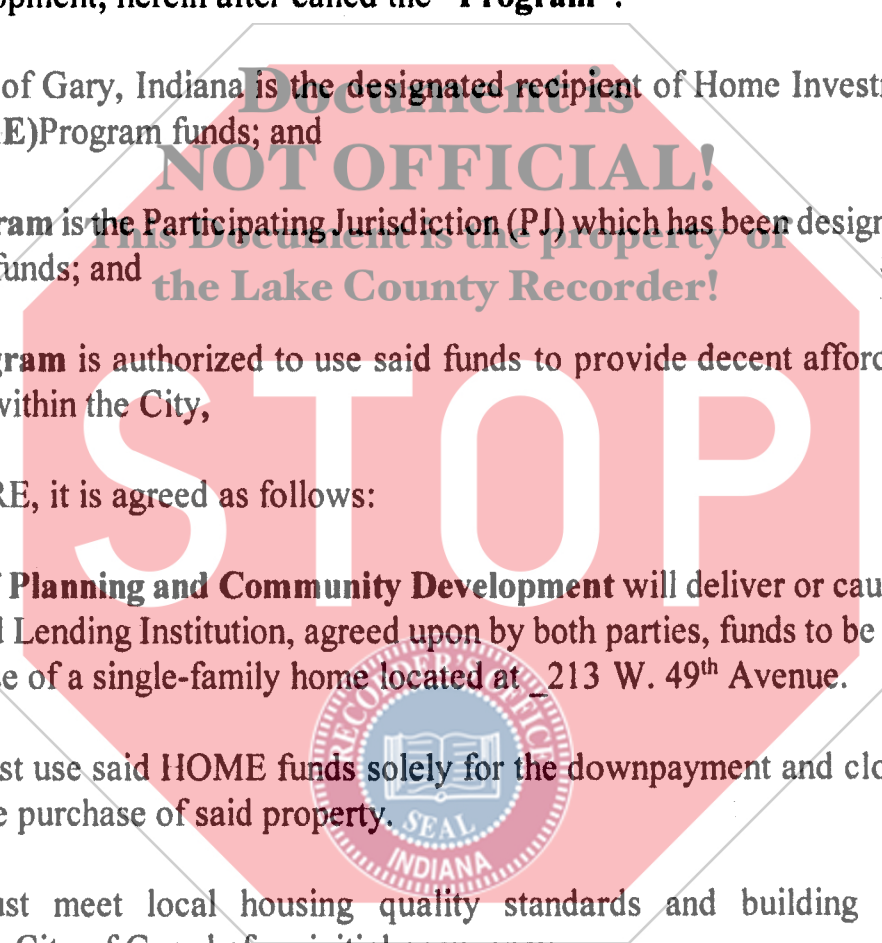 opment, herein after called the "Program".
of Gary, Indiana is the designated recipient of Home Invest
E)Program funds; and
ram is the Participating Jurisdiction (PJ) which has been design
funds; and
gram is authorized to use said funds to provide decent afford
within the City,
RE, it is agreed as follows:
Planning and Community Development will deliver or cau
Lending Institution, agreed upon by both parties, funds to be
e of a single-family home located at _213 W. 49th Avenue.
st use said HOME funds solely for the downpayment and clo
e purchase of said property.
ust meet local housing quality standards and building
City of Gary before initial occupancy
Document is
NOT OFFICIAL!
This Document is the property of
the Lake County Recorder!
STOP
RECORDER'S OFFICE
SEAL
INDIANA